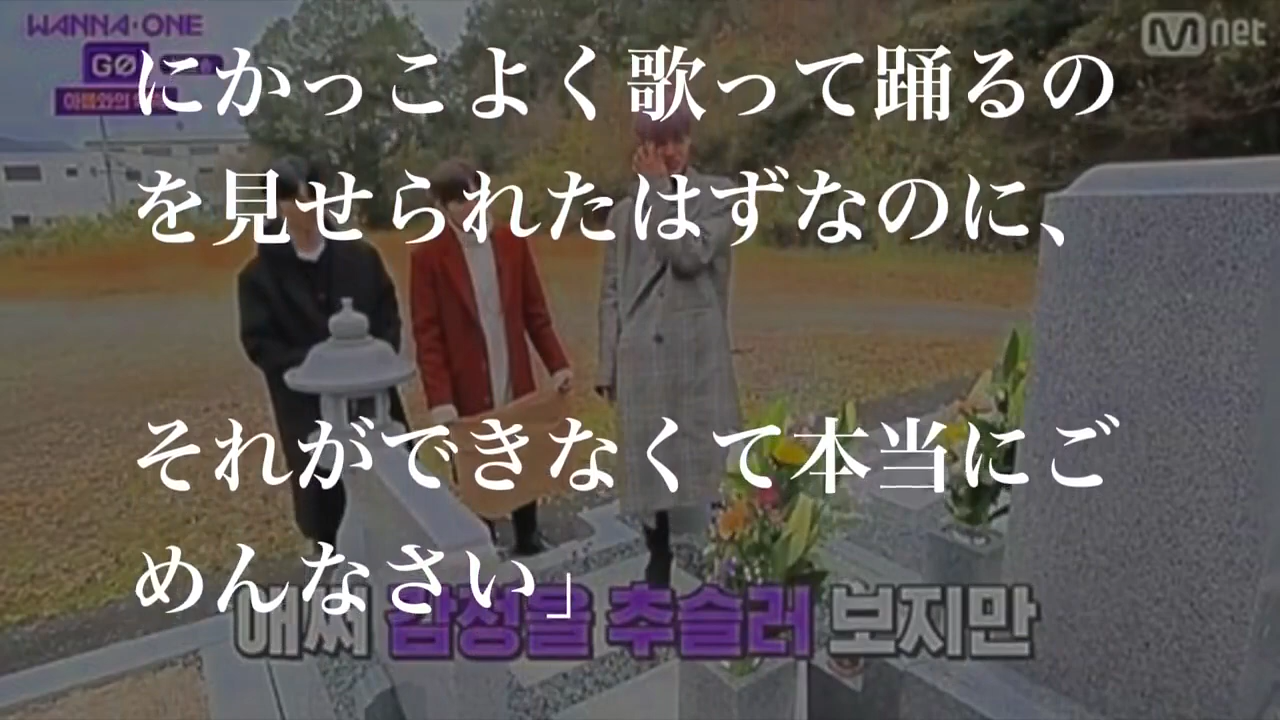 WANNA·ONE
Mnet
GO
にかっこよく歌って踊るの
を見せられたはずなのに、
それができなくて本当にご
めんなさい」
애써 감정을 추슬러 보지만